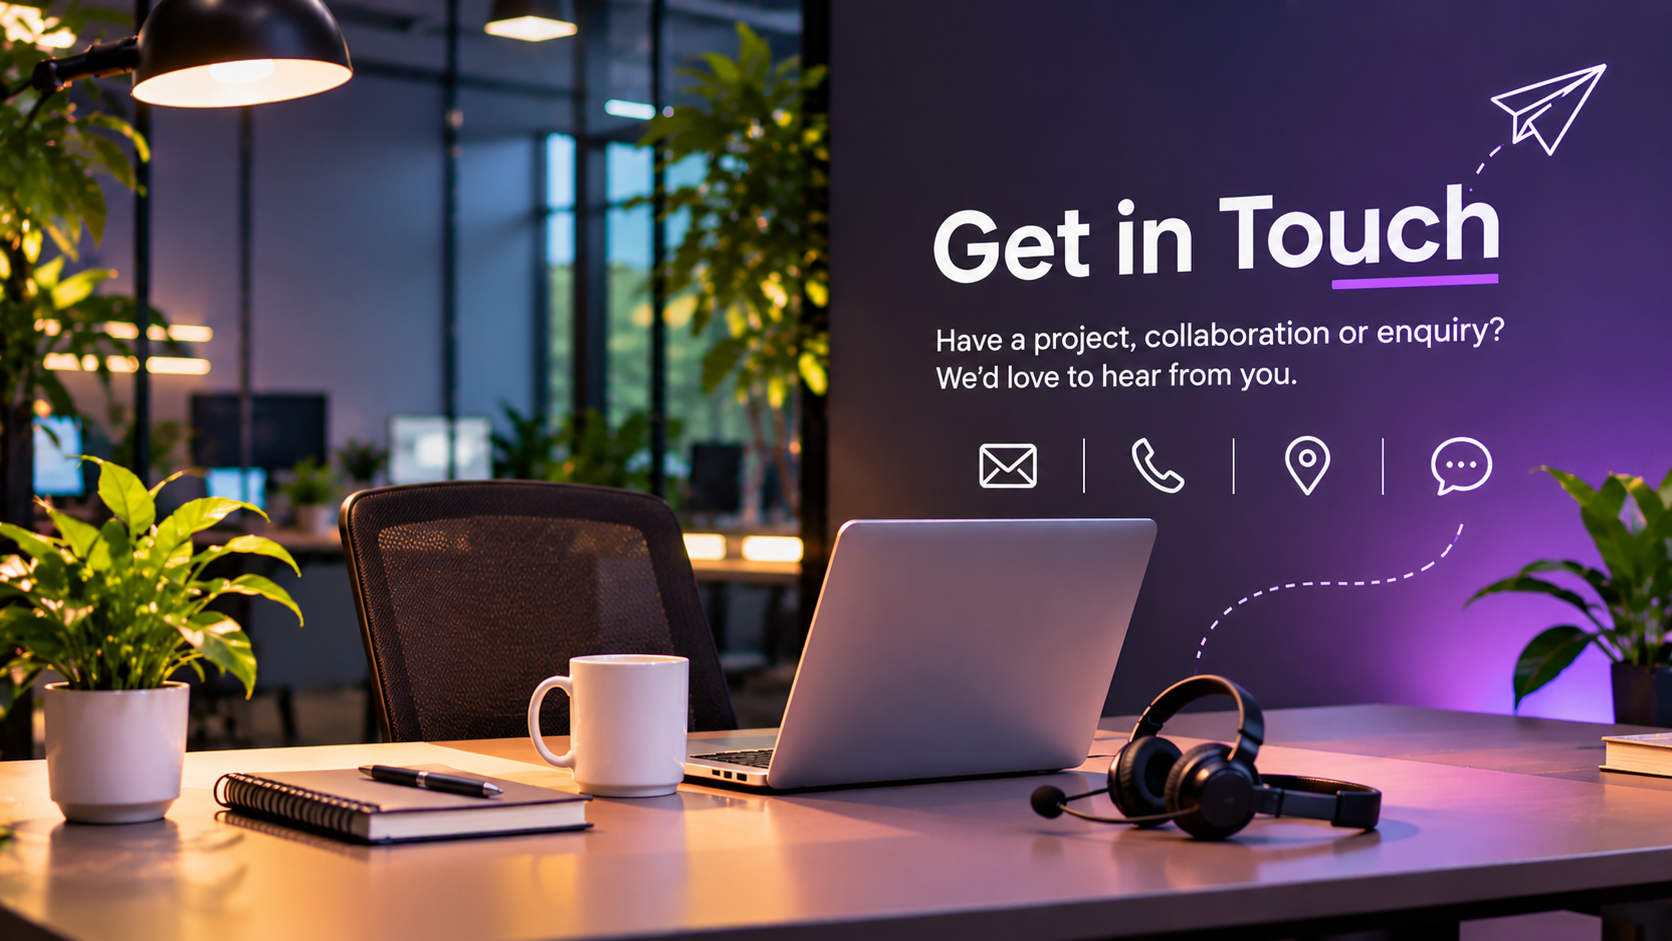 Get in Touch
Have a project, collaboration or enquiry?
We'd love to hear from you.